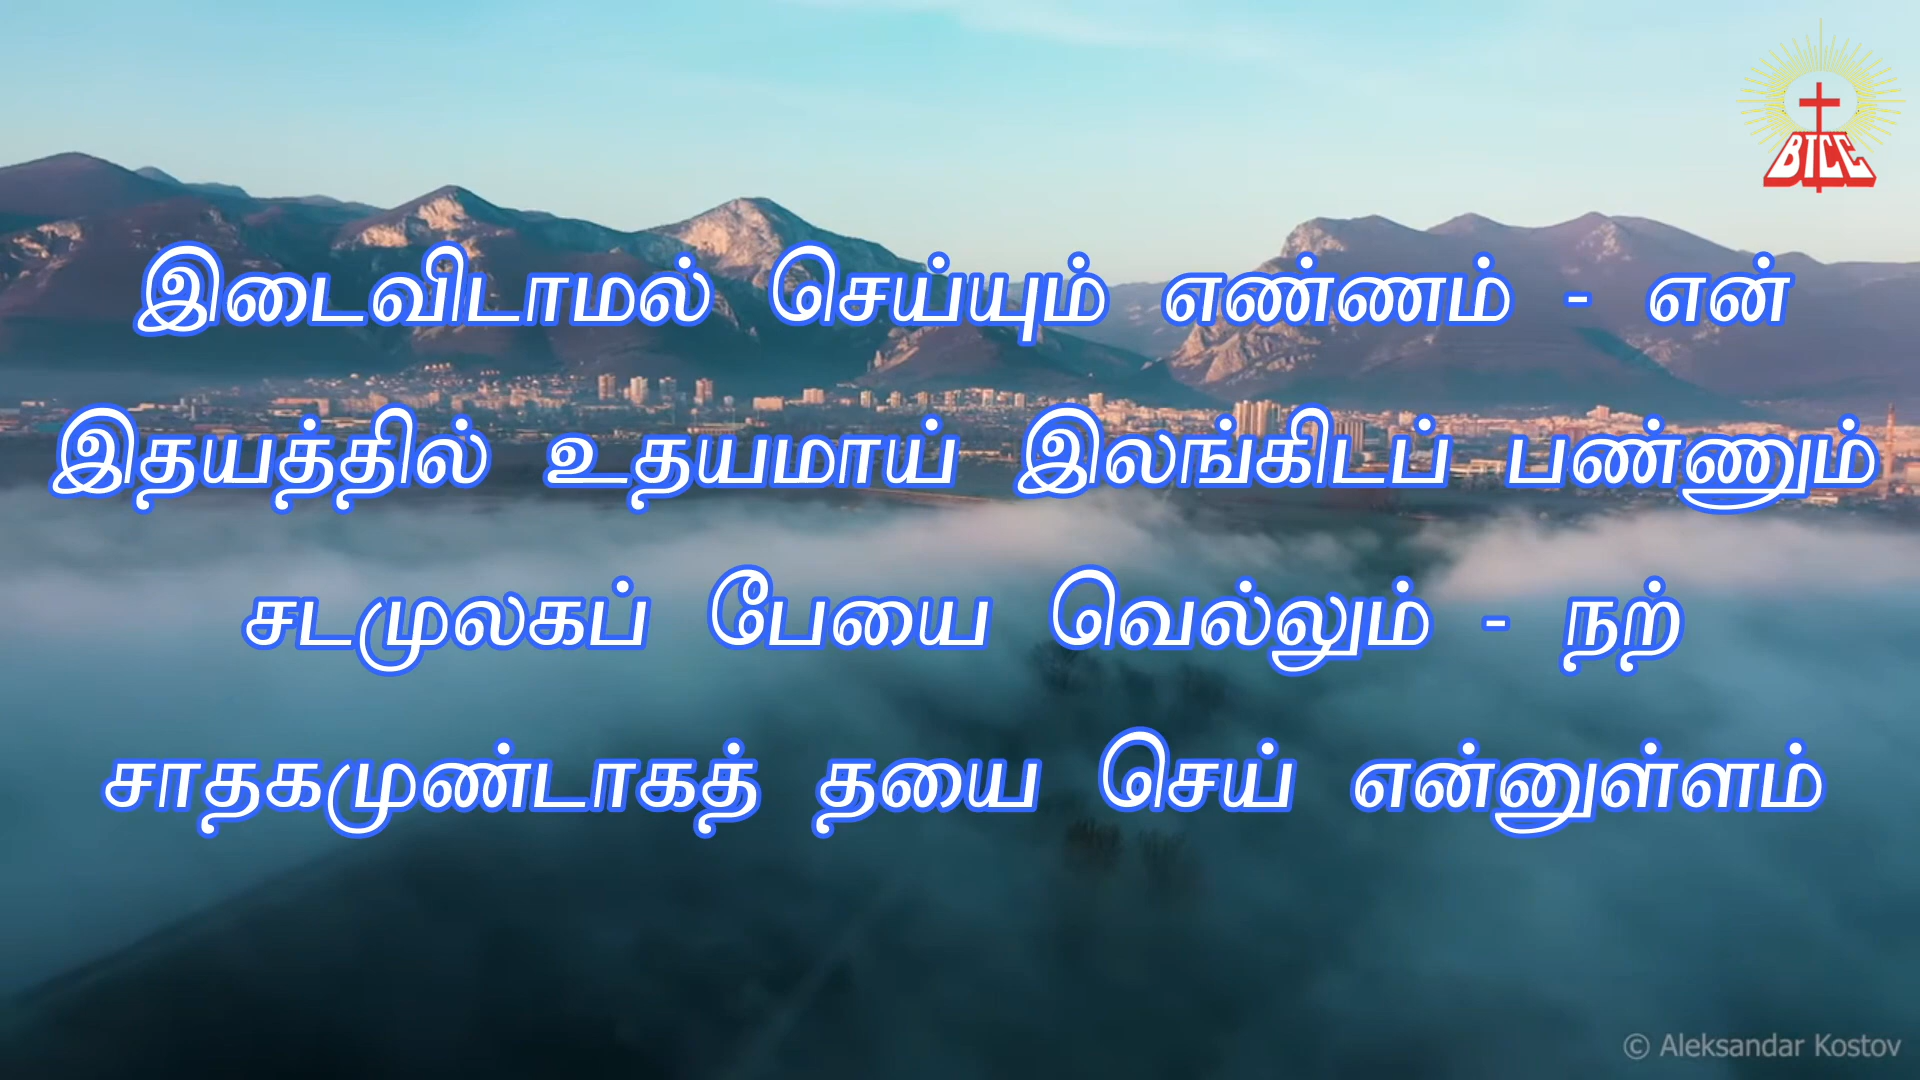 BTCC
இடைவிடாமல் செய்யும் எண்ணம் - என்
இதயத்தில் உதயமாய் இலங்கிடப் பண்ணும்
சடமுலகப் பேயை வெல்லும் - நற்
சாதகமுண்டாகத் தயை செய் என்னுள்ளம்
© Aleksandar Kostov